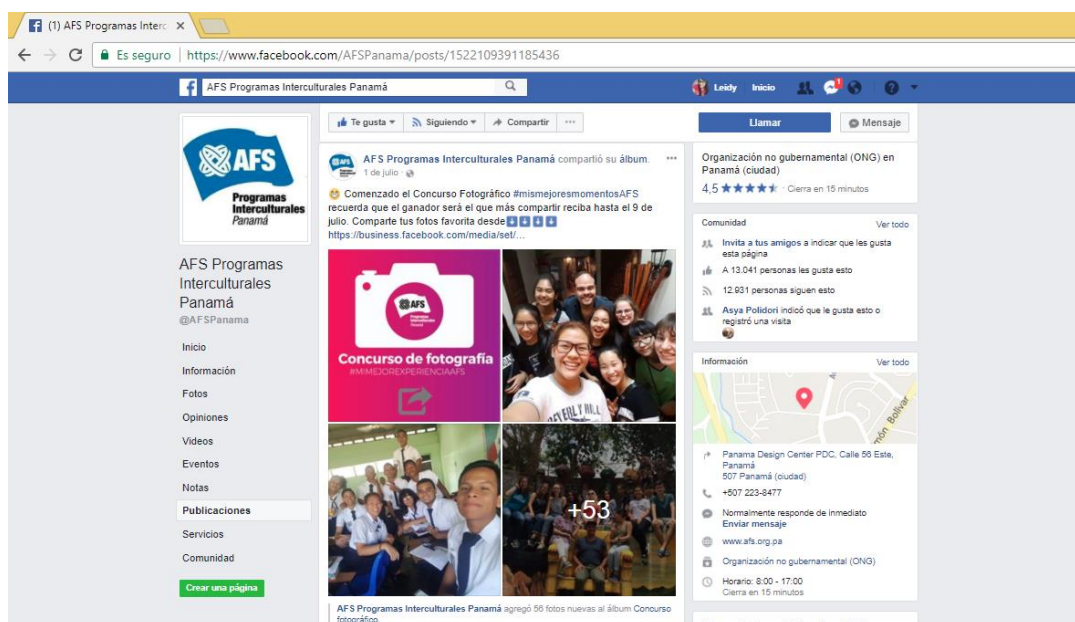 (1) AFS Programas Interc
Es seguro
https://www.facebook.com/AFSPanama/posts/1522109391185436
AFS Programas Interculturales Panamá
Leidy
Inicio
1
AFS
Programas
Interculturales
Panamá
AFS Programas
Interculturales
Panamá
@AFSPanama
Inicio
Información
Fotos
Opiniones
Videos
Eventos
Notas
Publicaciones
Servicios
Comunidad
Crear una página
Te gusta
Siguiendo
Compartir
AFS Programas Interculturales Panamá compartió su álbum.
1 de julio
Comenzado el Concurso Fotográfico #mismejoresmomentosAFS
recuerda que el ganador será el que más compartir reciba hasta el 9 de
julio. Comparte tus fotos favorita desde
https://business.facebook.com/media/set/…
AFS
Programas
Interculturales
Panamá
Concurso de fotografía
#MIMEJOREXPERIENCIAAFS
BEVERLY HILL
+53
AFS Programas Interculturales Panamá agregó 56 fotos nuevas al álbum Concurso
fotográfico.
Llamar
Mensaje
Organización no gubernamental (ONG) en
Panamá (ciudad)
4,5 ★★★★★ · Cierra en 15 minutos
Comunidad
Ver todo
Invita a tus amigos a indicar que les gusta
esta página
A 13.041 personas les gusta esto
12.931 personas siguen esto
Asya Polidori indicó que le gusta esto o
registró una visita
Información
Ver todo
món Bolívar
Panama Design Center PDC, Calle 56 Este,
Panamá
507 Panamá (ciudad)
+507 223-8477
Normalmente responde de inmediato
Enviar mensaje
www.afs.org.pa
Organización no gubernamental (ONG)
Horario: 8:00 - 17:00
Cierra en 15 minutos